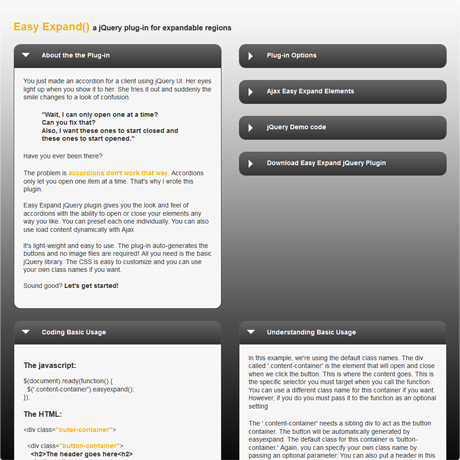 Easy Expand() a jQuery plug-in for expandable regions
About the the Plug-in
You just made an accordion for a client using jQuery UI. Her eyes
light up when you show it to her. She tries it out and suddenly the
smile changes to a look of confusion.
"Wait, I can only open one at a time?
Can you fix that?
Also, I want these ones to start closed and
these ones to start opened."
Have you ever been there?
The problem is accordions don't work that way. Accordions
only let you open one item at a time. That's why I wrote this
plugin.
Easy Expand jQuery plugin gives you the look and feel of
accordions with the ability to open or close your elements any
way you like. You can preset each one individually. You can also
use load content dynamically with Ajax.
It's light-weight and easy to use. The plug-in auto-generates the
buttons and no image files are required! All you need is the basic
jQuery library. The CSS is easy to customize and you can use
your own class names if you want.
Sound good? Let's get started!
Plug-in Options
Ajax Easy Expand Elements
jQuery Demo code
Download Easy Expand jQuery Plugin
Coding Basic Usage
The javascript:
$(document).ready(function() {
$('.content-container').easyexpand();
});
The HTML:
<div class="outer-container">
<div class="button-container">
<h2>The header goes here<h2>
Understanding Basic Usage
In this example, we're using the default class names. The div
called '.content-container' is the element that will open and close
when we click the button. This is where the content goes. This is
the specific selector you must target when you call the function.
You can use a different class name for this container if you want.
However, if you do you must pass it to the function as an optional
setting
The '.content-container' needs a sibling div to act as the button
container. The button will be automatically generated by
easyexpand. The default class for this container is 'button-
container.' Again, you can specify your own class name by
passing an optional parameter. You can also put a header in this